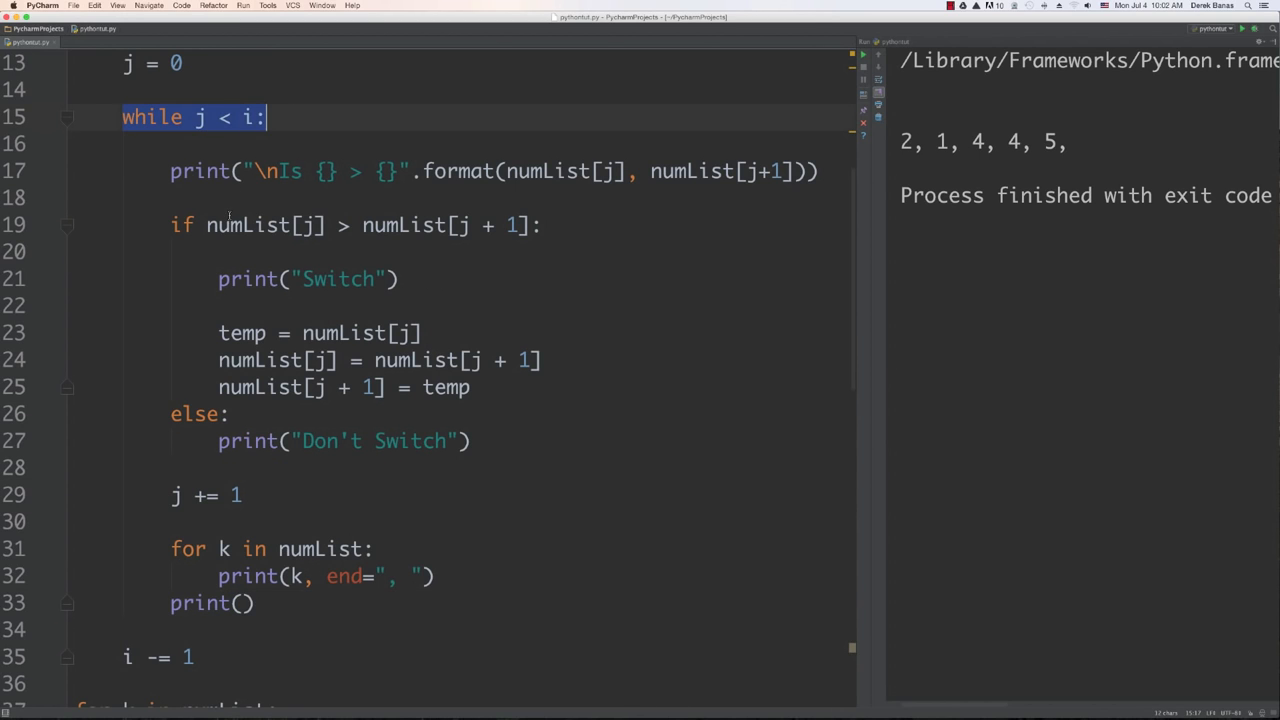 PyCharm File Edit View Navigate Code Refactor Run Tools VCS Window Help 10 Mon Jul 4 10:02 AM Derek Banas
pythontut.py - PycharmProjects - [~/PycharmProjects]
PycharmProjects pythontut.py pythontut
pythontut.py Run: pythontut
13 j = 0
14
15 while j < i:
16
17 print("\nIs {} > {}".format(numList[j], numList[j+1]))
18
19 if numList[j] > numList[j + 1]:
20
21 print("Switch")
22
23 temp = numList[j]
24 numList[j] = numList[j + 1]
25 numList[j + 1] = temp
26 else:
27 print("Don't Switch")
28
29 j += 1
30
31 for k in numList:
32 print(k, end=", ")
33 print()
34
35 i -= 1
36
37 for k in numList:
/Library/Frameworks/Python.frame
2, 1, 4, 4, 5,
Process finished with exit code
12 chars 15:17 LF÷ UTF-8÷